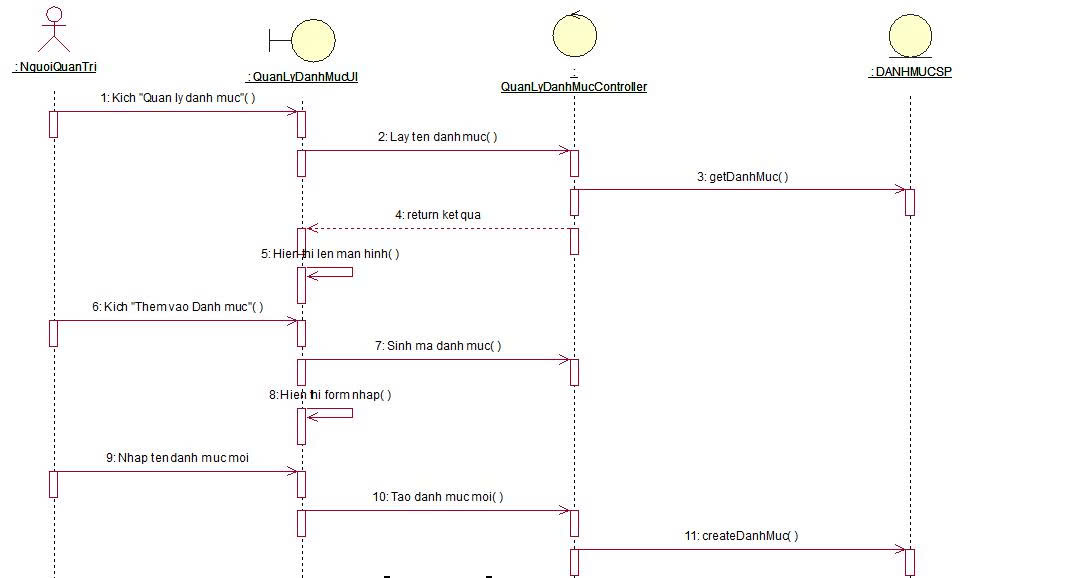 : NguoiQuanTri
: QuanLyDanhMucUI
:
QuanLyDanhMucController
: DANHMUCSP
1: Kich "Quan ly danh muc"( )
2: Lay ten danh muc( )
3: getDanhMuc( )
4: return ket qua
5: Hien thi len man hinh( )
6: Kich "Them vao Danh muc"( )
7: Sinh ma danh muc( )
8: Hien thi form nhap( )
9: Nhap ten danh muc moi
10: Tao danh muc moi( )
11: createDanhMuc( )